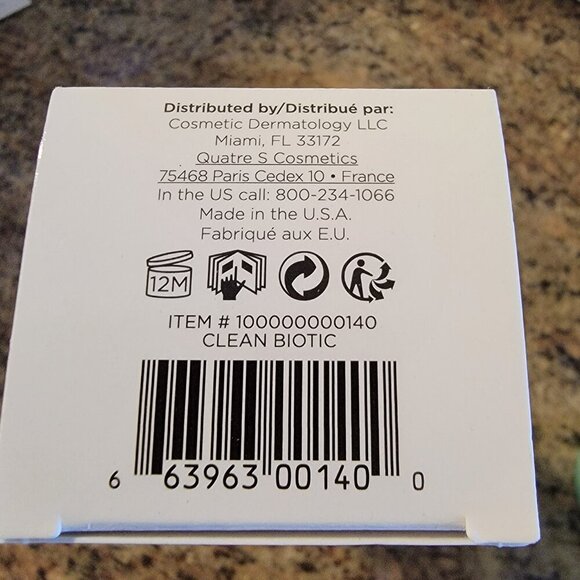 Distributed by/Distribué par:
Cosmetic Dermatology LLC
Miami, FL 33172
Quatre S Cosmetics
75468 Paris Cedex 10 • France
In the US call: 800-234-1066
Made in the U.S.A.
Fabriqué aux E.U.
12M
ITEM # 100000000140
CLEAN BIOTIC
6 63963 00140 0